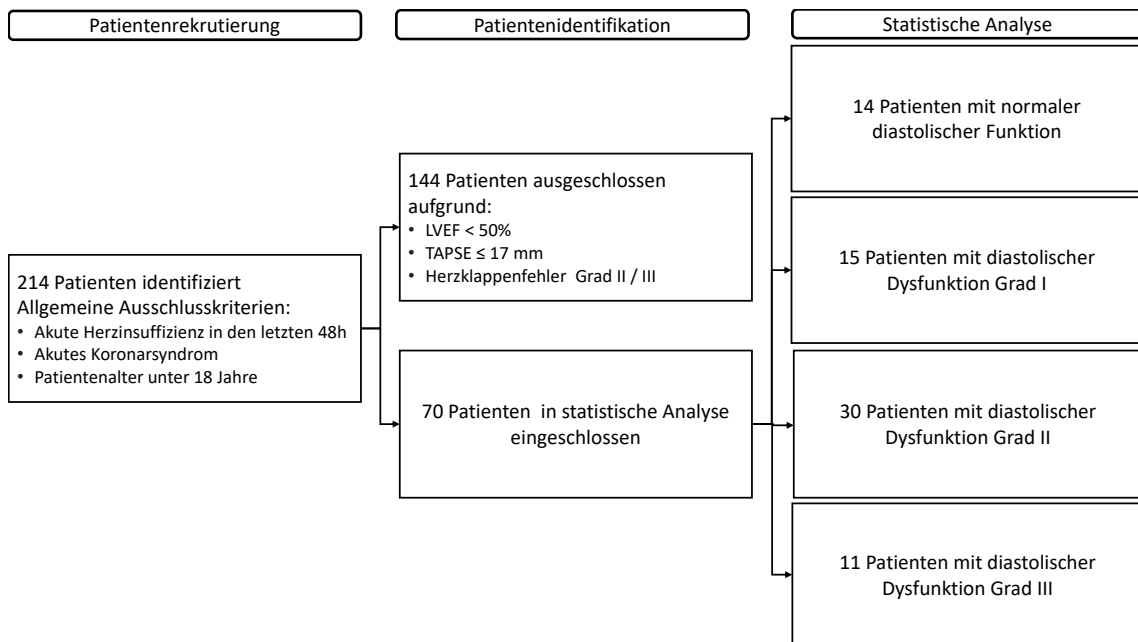 Patientenrekrutierung
Patientenidentifikation
Statistische Analyse
214 Patienten identifiziert
Allgemeine Ausschlusskriterien:
• Akute Herzinsuffizienz in den letzten 48h
• Akutes Koronarsyndrom
• Patientenalter unter 18 Jahre
144 Patienten ausgeschlossen
aufgrund:
• LVEF < 50%
• TAPSE ≤ 17 mm
• Herzklappenfehler Grad II / III
70 Patienten in statistische Analyse
eingeschlossen
14 Patienten mit normaler
diastolischer Funktion
15 Patienten mit diastolischer
Dysfunktion Grad I
30 Patienten mit diastolischer
Dysfunktion Grad II
11 Patienten mit diastolischer
Dysfunktion Grad III